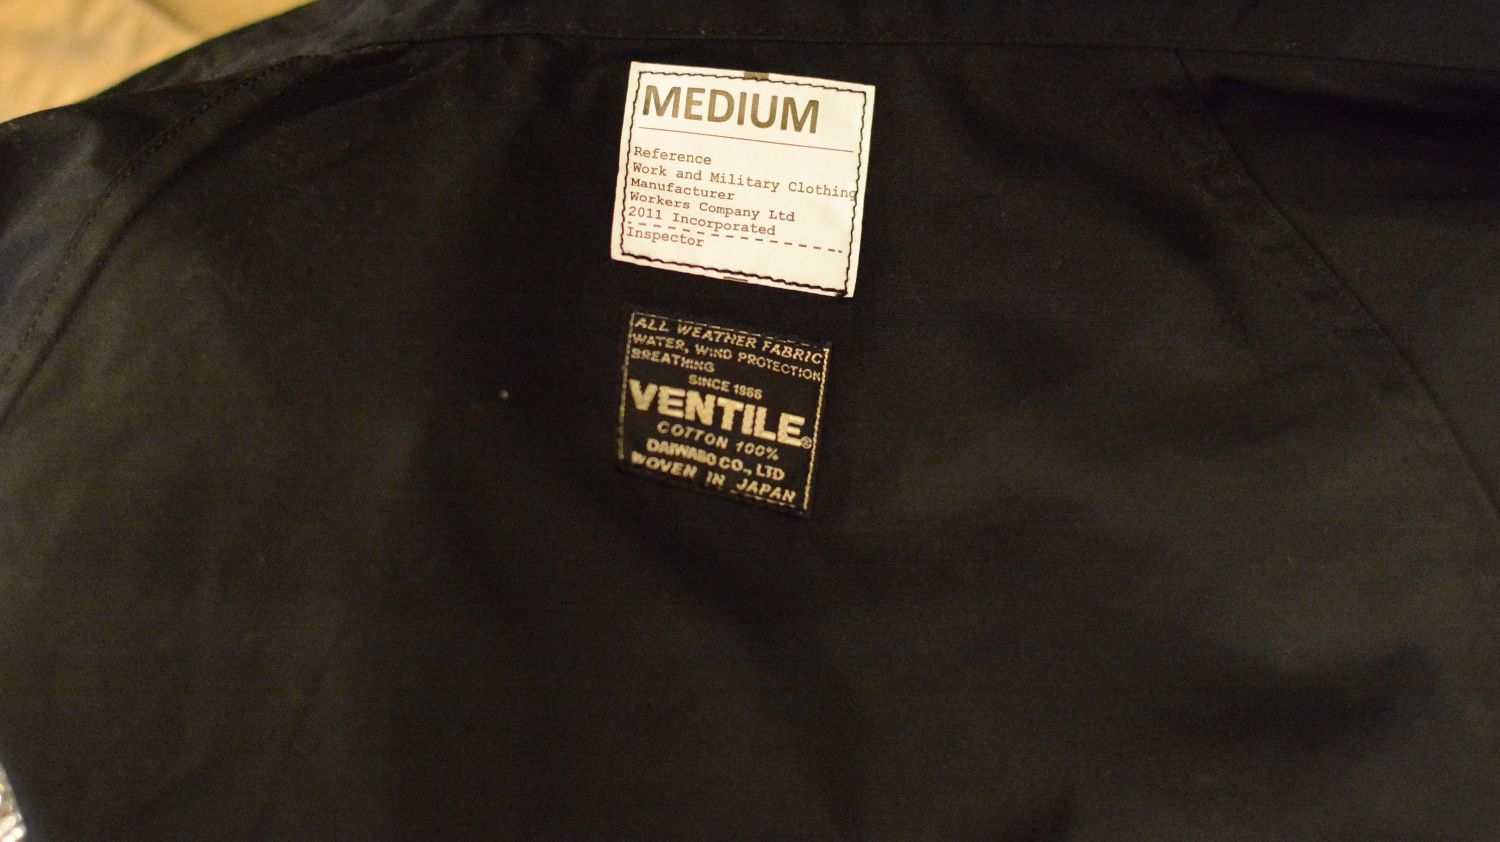 MEDIUM
Reference
Work and Military Clothing
Manufacturer
Workers Company Ltd
2011 Incorporated
Inspector
ALL WEATHER FABRIC
WATER, WIND PROTECTION
BREATHING
SINCE 1966
VENTILE®
COTTON 100%
DAIWABO CO., LTD
WOVEN IN JAPAN